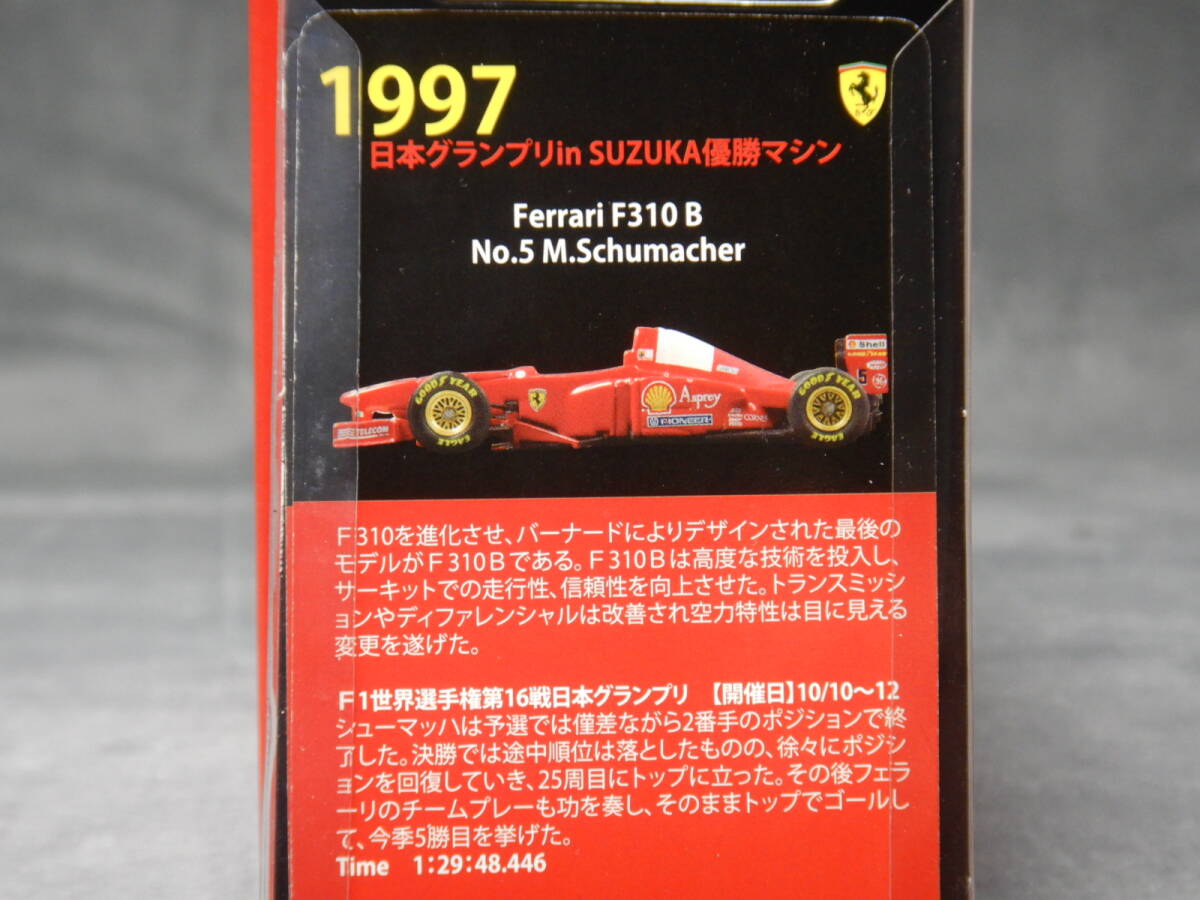 1997
日本グランプリin SUZUKA優勝マシン
Ferrari F310 B
No.5 M.Schumacher
Shell
5
GOODYEAR
GOODYEAR
Asprey
PIONEER
CORNES
TELECOM
EAGLE
EAGLE
F310を進化させ、バーナードによりデザインされた最後の
モデルがF310Bである。F310Bは高度な技術を投入し、
サーキットでの走行性、信頼性を向上させた。トランスミッシ
ョンやディファレンシャルは改善され空力特性は目に見える
変更を遂げた。
F1世界選手権第16戦日本グランプリ 【開催日】10/10〜12
シューマッハは予選では僅差ながら2番手のポジションで終
了した。決勝では途中順位は落としたものの、徐々にポジシ
ョンを回復していき、25周目にトップに立った。その後フェラ
ーリのチームプレーも功を奏し、そのままトップでゴールし
て、今季5勝目を挙げた。
Time 1:29:48.446